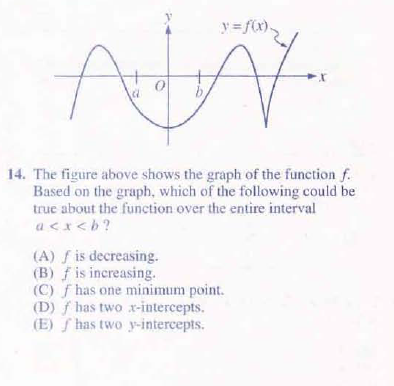 y
y = f(x)
x
a
O
b
14. The figure above shows the graph of the function f.
Based on the graph, which of the following could be
true about the function over the entire interval
a < x < b ?
(A) f is decreasing.
(B) f is increasing.
(C) f has one minimum point.
(D) f has two x-intercepts.
(E) f has two y-intercepts.